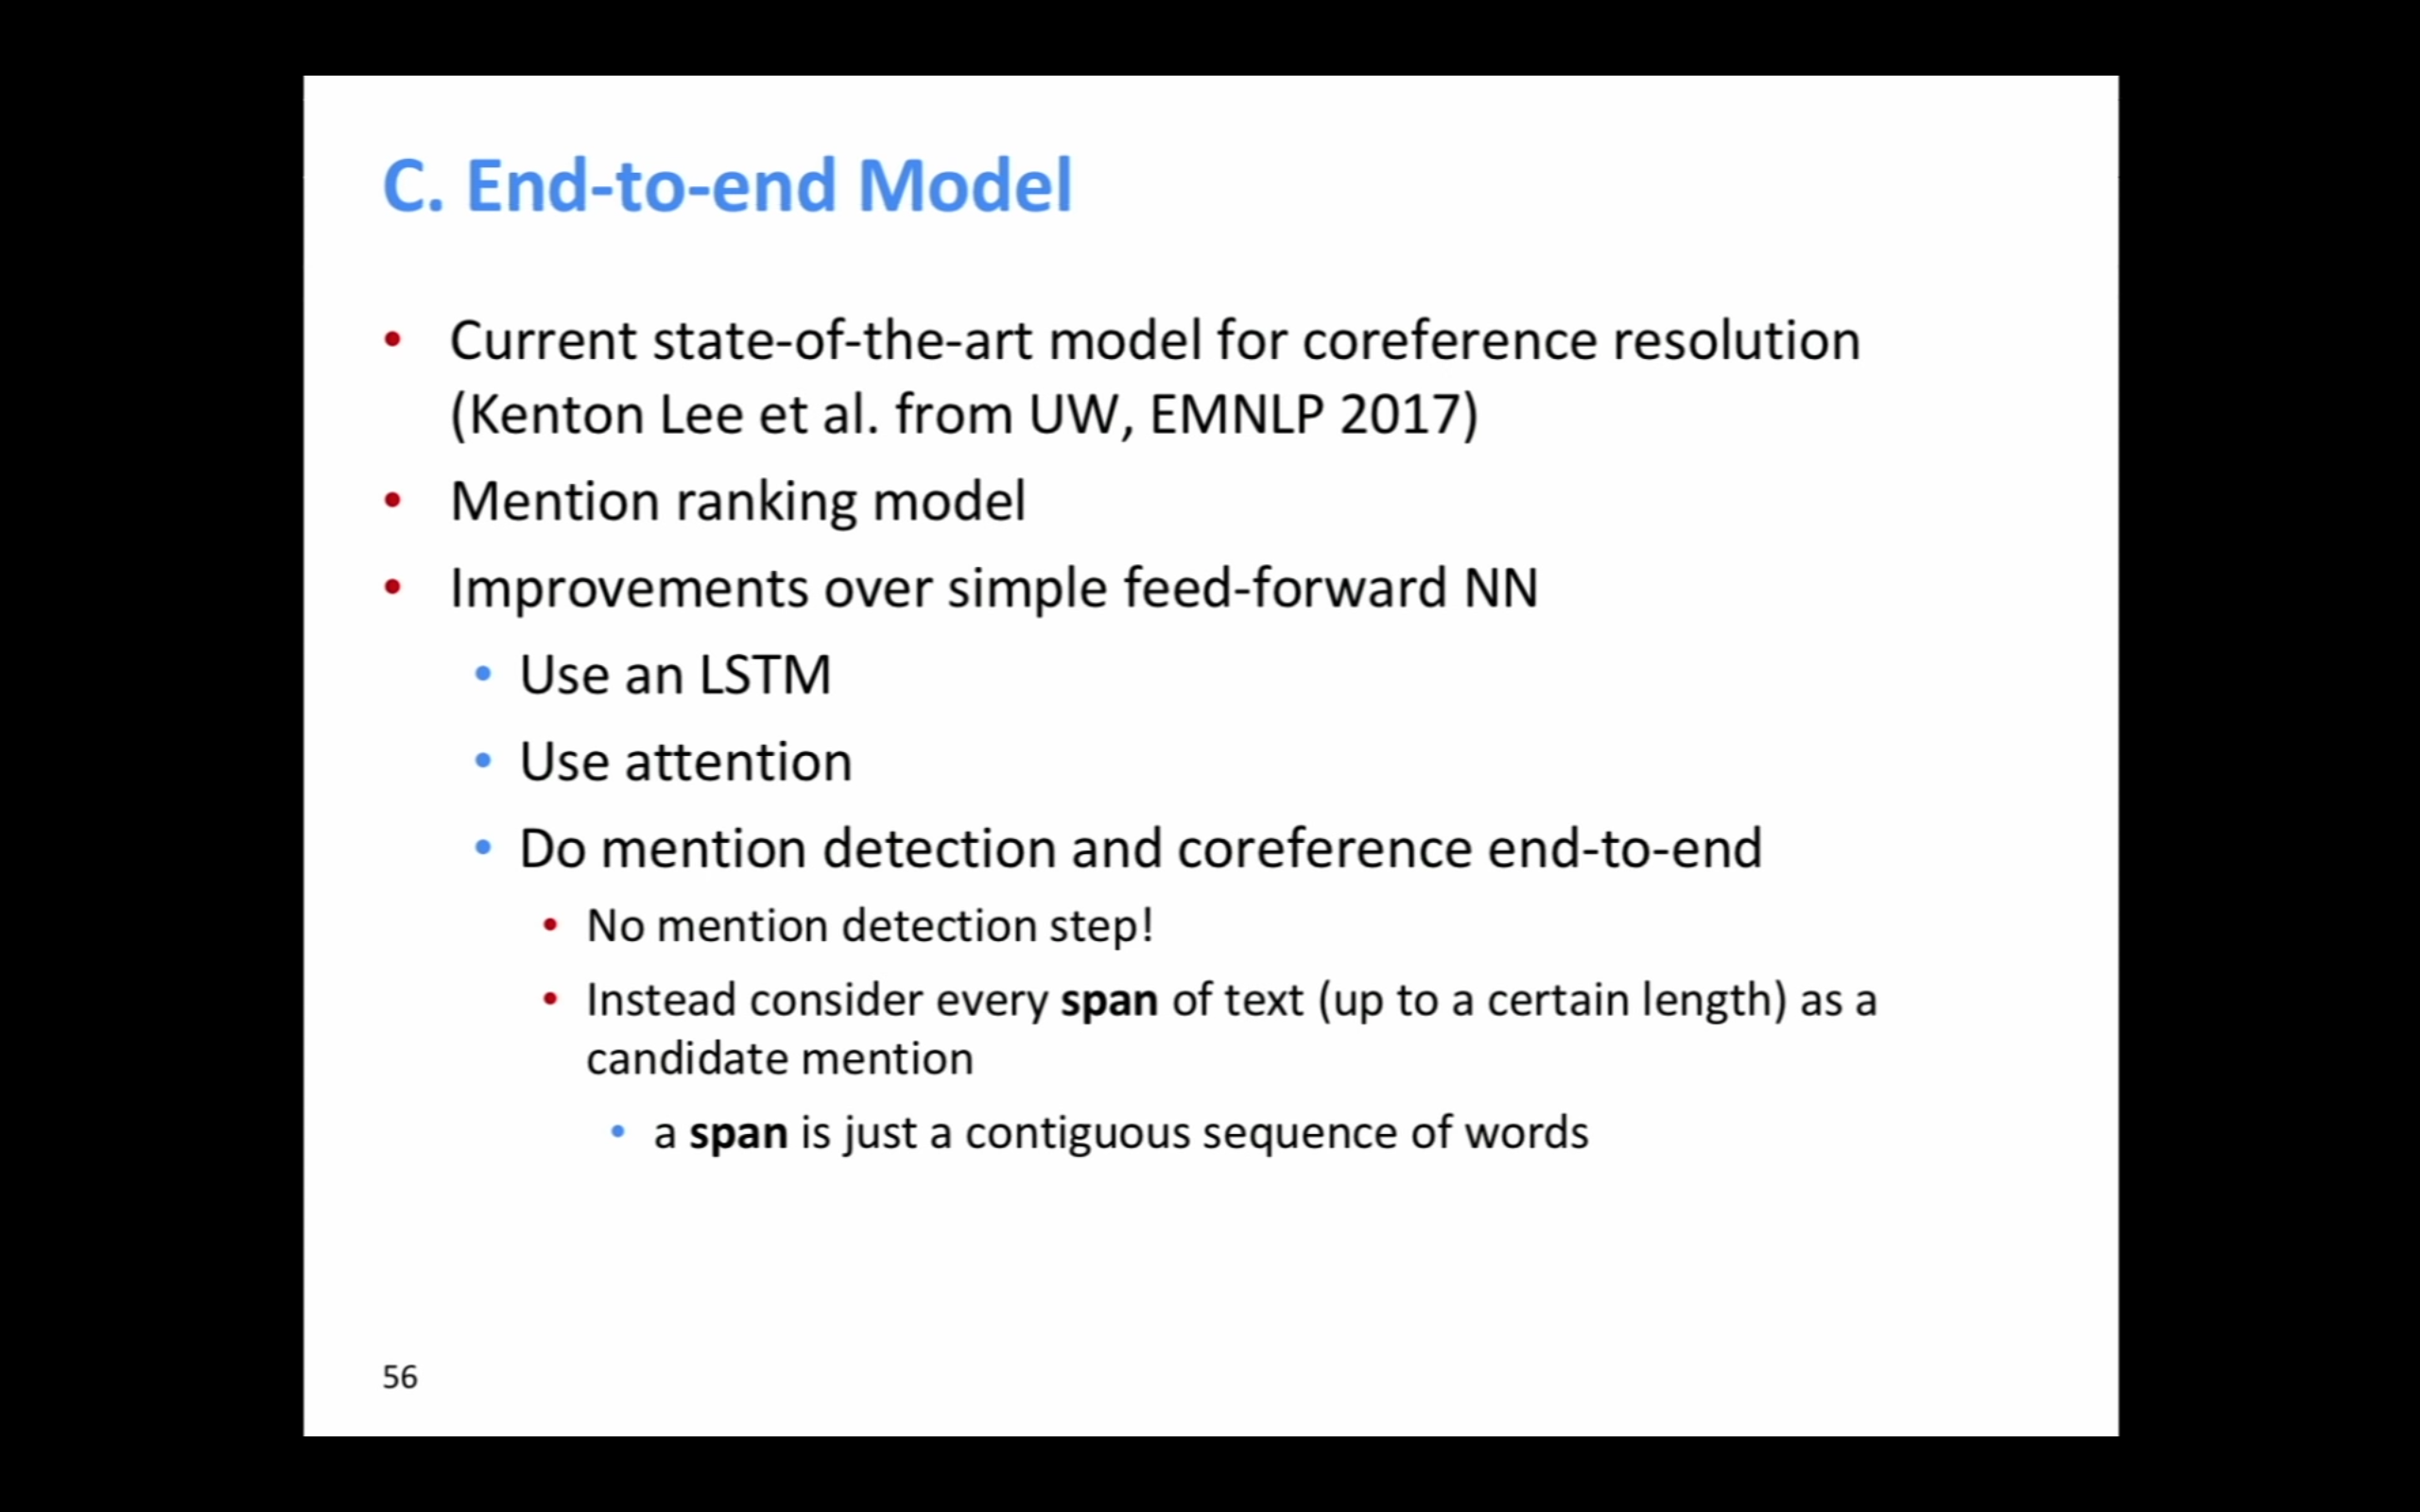 C. End-to-end Model
• Current state-of-the-art model for coreference resolution
(Kenton Lee et al. from UW, EMNLP 2017)
• Mention ranking model
• Improvements over simple feed-forward NN
• Use an LSTM
• Use attention
• Do mention detection and coreference end-to-end
• No mention detection step!
• Instead consider every span of text (up to a certain length) as a
candidate mention
• a span is just a contiguous sequence of words
56